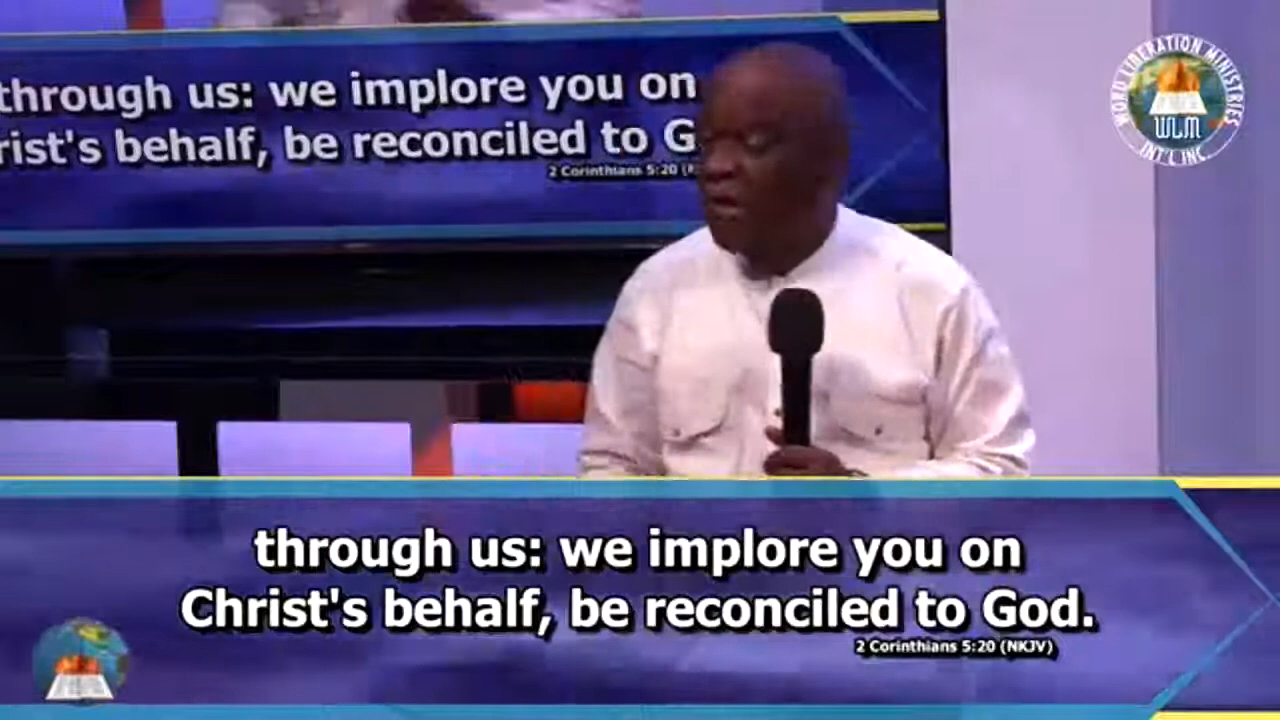 through us: we implore you on
rist's behalf, be reconciled to G
2 Corinthians 5:20 (
WORD LIBERATION MINISTRIES
WLM
INT'L INC.
through us: we implore you on
Christ's behalf, be reconciled to God.
2 Corinthians 5:20 (NKJV)